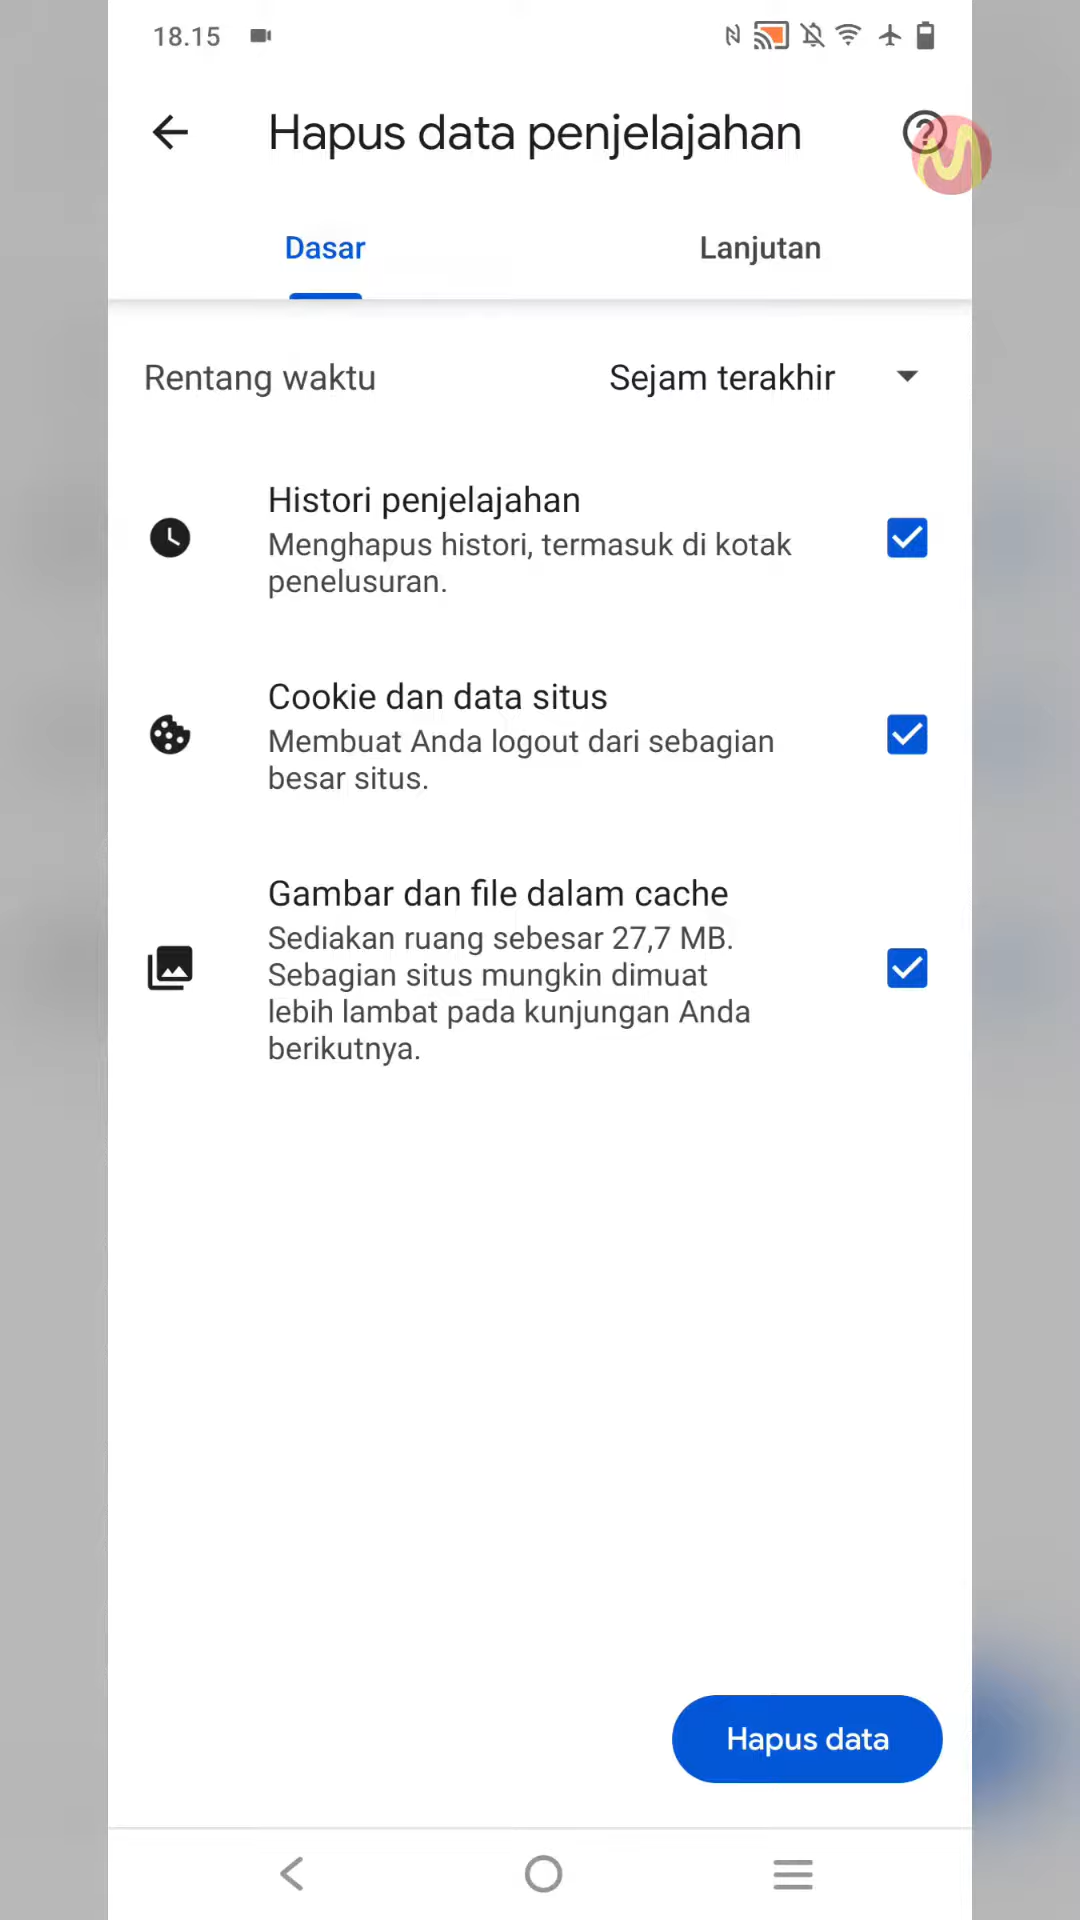 18.15
Hapus data penjelajahan
Dasar
Lanjutan
Rentang waktu
Sejam terakhir
Histori penjelajahan
Menghapus histori, termasuk di kotak
penelusuran.
Cookie dan data situs
Membuat Anda logout dari sebagian
besar situs.
Gambar dan file dalam cache
Sediakan ruang sebesar 27,7 MB.
Sebagian situs mungkin dimuat
lebih lambat pada kunjungan Anda
berikutnya.
Hapus data